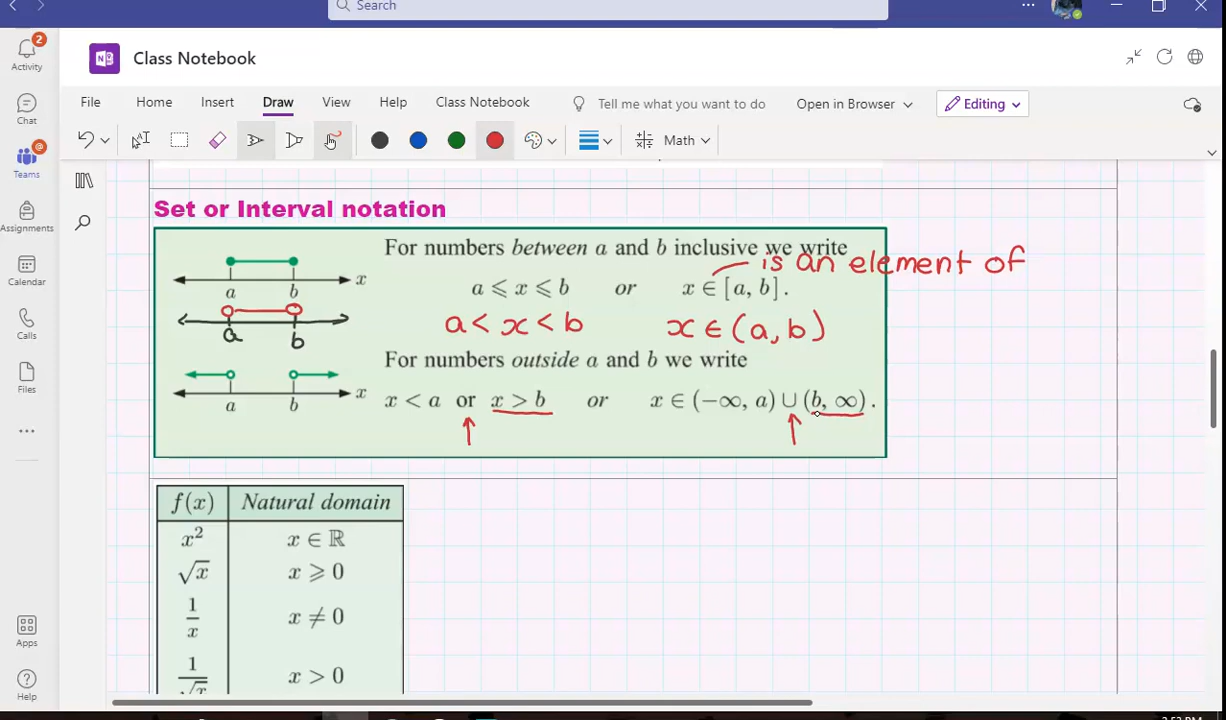 Search
Activity
2
Chat
Teams
@
Assignments
Calendar
Calls
Files
Apps
Help
Class Notebook
File Home Insert Draw View Help Class Notebook Tell me what you want to do Open in Browser Editing
Math
Set or Interval notation
For numbers between a and b inclusive we write
is an element of
a ⩽ x ⩽ b or x ∈ [a, b].
a b x
a < x < b x ∈ (a, b)
a b
For numbers outside a and b we write
x < a or x > b or x ∈ (−∞, a) ∪ (b, ∞).
a b x
f(x) Natural domain
x² x ∈ ℝ
√x x ⩾ 0
1/x x ≠ 0
1/√x x > 0